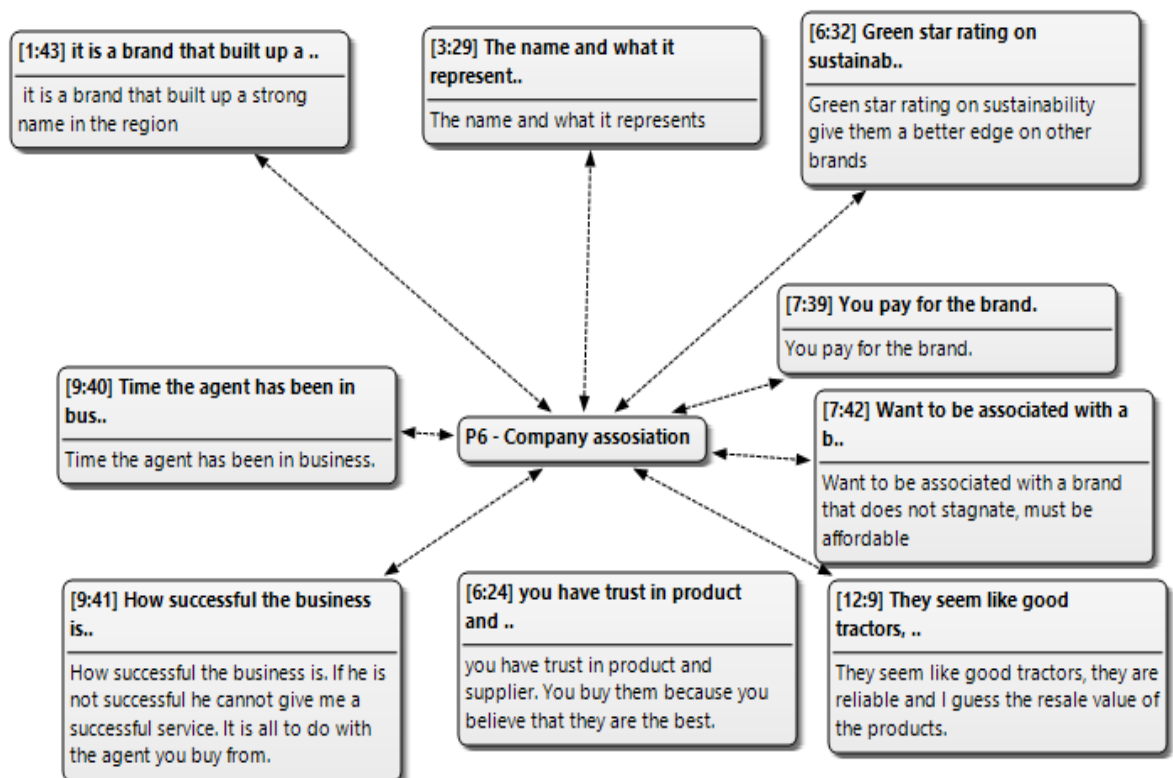 [1:43] it is a brand that built up a ..
it is a brand that built up a strong
name in the region
[3:29] The name and what it
represent..
The name and what it represents
[6:32] Green star rating on
sustainab..
Green star rating on sustainability
give them a better edge on other
brands
[7:39] You pay for the brand.
You pay for the brand.
[9:40] Time the agent has been in
bus..
Time the agent has been in business.
P6 - Company assosiation
[7:42] Want to be associated with a
b..
Want to be associated with a brand
that does not stagnate, must be
affordable
[9:41] How successful the business
is..
How successful the business is. If he is
not successful he cannot give me a
successful service. It is all to do with
the agent you buy from.
[6:24] you have trust in product
and ..
you have trust in product and
supplier. You buy them because you
believe that they are the best.
[12:9] They seem like good
tractors, ..
They seem like good tractors, they are
reliable and I guess the resale value of
the products.